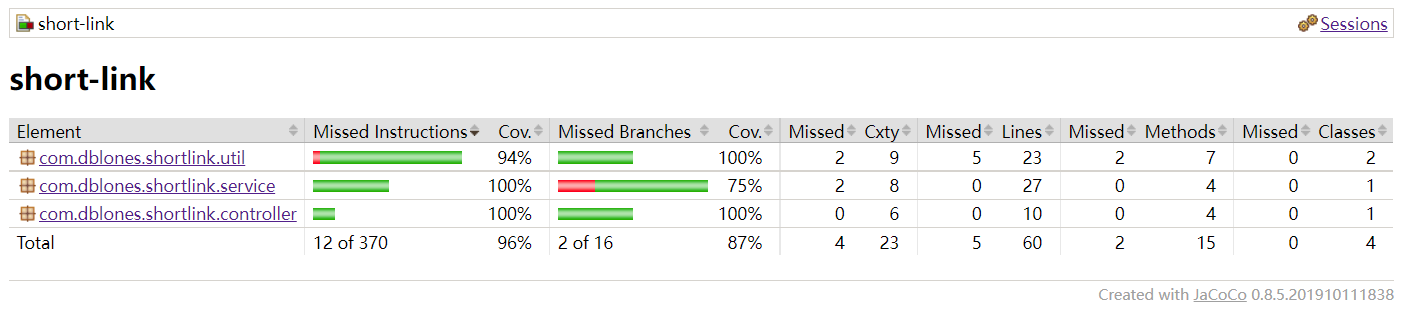 short-link Sessions
short-link
Element Missed Instructions Cov. Missed Branches Cov. Missed Cxty Missed Lines Missed Methods Missed Classes
com.dblones.shortlink.util 94% 100% 2 9 5 23 2 7 0 2
com.dblones.shortlink.service 100% 75% 2 8 0 27 0 4 0 1
com.dblones.shortlink.controller 100% 100% 0 6 0 10 0 4 0 1
Total 12 of 370 96% 2 of 16 87% 4 23 5 60 2 15 0 4
Created with JaCoCo 0.8.5.201910111838